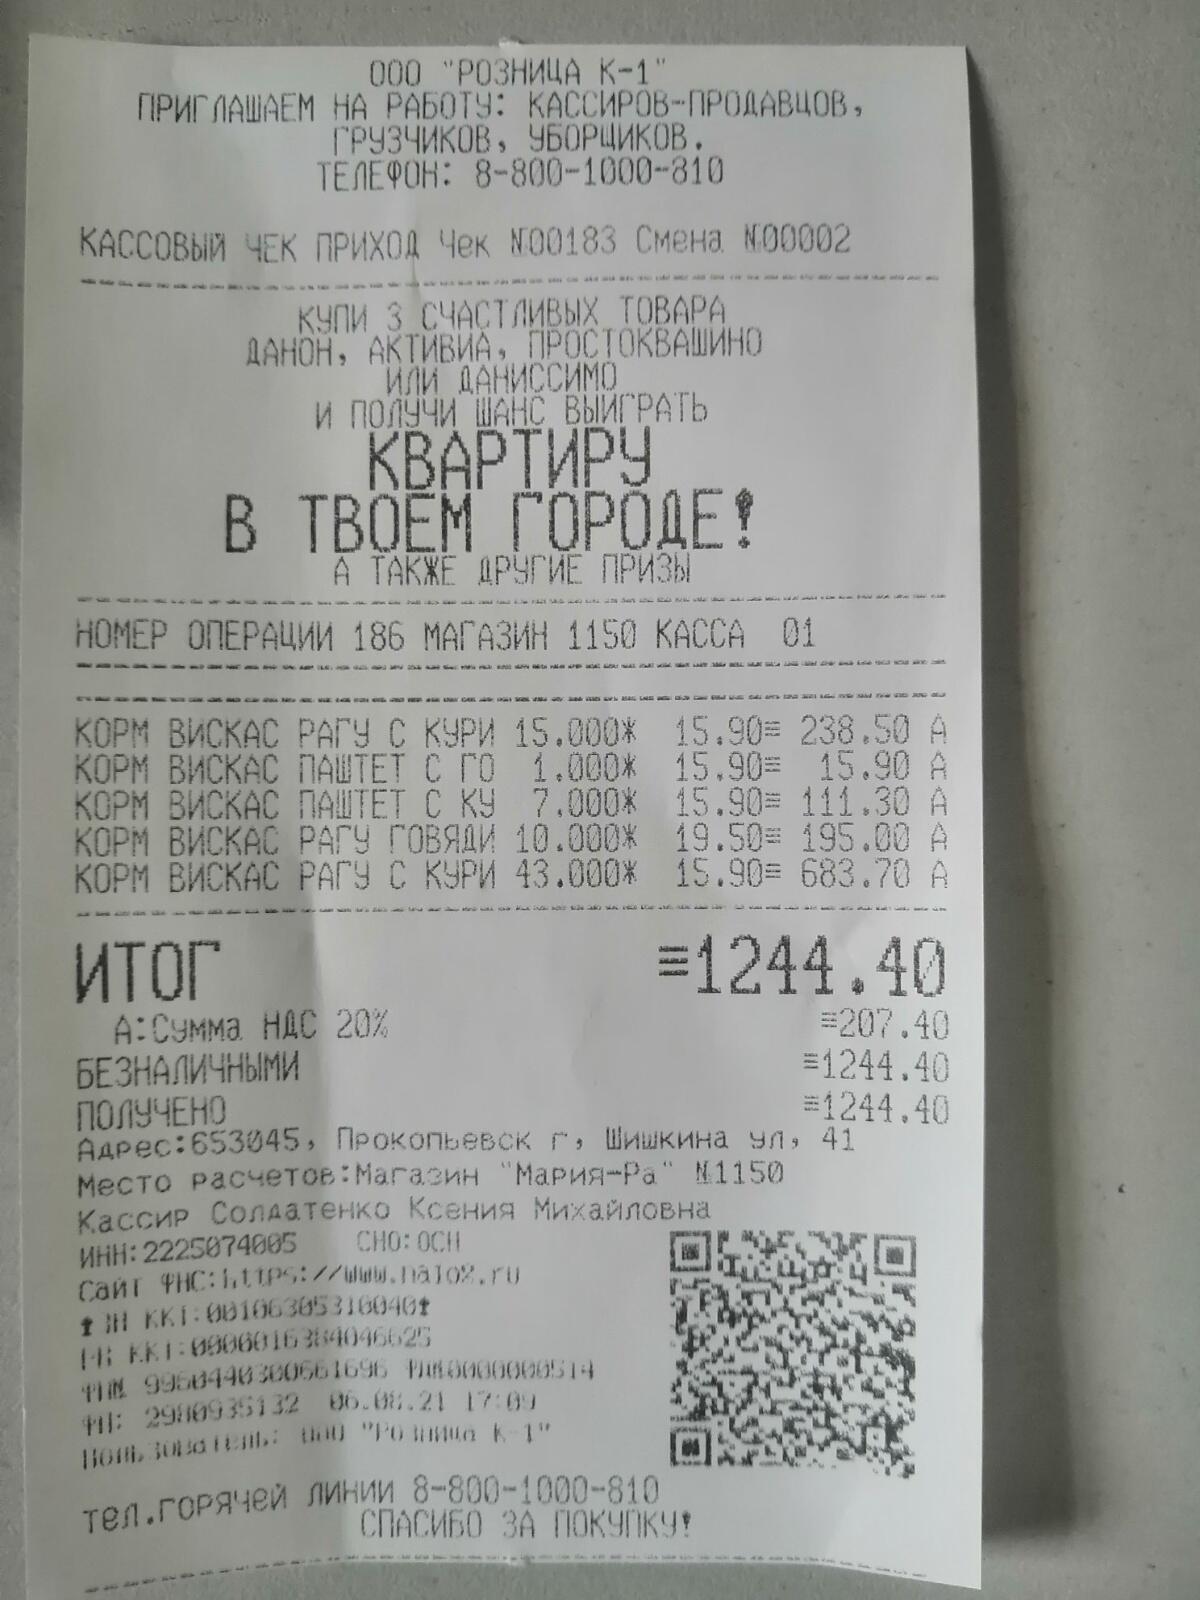 ООО "РОЗНИЦА К-1"
ПРИГЛАШАЕМ НА РАБОТУ: КАССИРОВ-ПРОДАВЦОВ,
ГРУЗЧИКОВ, УБОРЩИКОВ.
ТЕЛЕФОН: 8-800-1000-810
КАССОВЫЙ ЧЕК ПРИХОД Чек №00183 Смена №00002
КУПИ 3 СЧАСТЛИВЫХ ТОВАРА
ДАНОН, АКТИВИА, ПРОСТОКВАШИНО
ИЛИ ДАНИССИМО
И ПОЛУЧИ ШАНС ВЫИГРАТЬ
КВАРТИРУ
В ТВОЕМ ГОРОДЕ!
А ТАКЖЕ ДРУГИЕ ПРИЗЫ
НОМЕР ОПЕРАЦИИ 186 МАГАЗИН 1150 КАССА 01
КОРМ ВИСКАС РАГУ С КУРИ 15.000* 15.90≡ 238.50 А
КОРМ ВИСКАС ПАШТЕТ С ГО 1.000* 15.90≡ 15.90 А
КОРМ ВИСКАС ПАШТЕТ С КУ 7.000* 15.90≡ 111.30 А
КОРМ ВИСКАС РАГУ ГОВЯДИ 10.000* 19.50≡ 195.00 А
КОРМ ВИСКАС РАГУ С КУРИ 43.000* 15.90≡ 683.70 А
ИТОГ ≡1244.40
А:Сумма НДС 20% ≡207.40
БЕЗНАЛИЧНЫМИ ≡1244.40
ПОЛУЧЕНО ≡1244.40
Адрес:653045, Прокопьевск г, Шишкина ул, 41
Место расчетов:Магазин "Мария-Ра" №1150
Кассир Солдатенко Ксения Михайловна
ИНН:2225074005 СНО:ОСН
Сайт ФНС:https://www.nalog.ru
ЗН ККТ:00106305316040
РН ККТ:0000016384046625
ФН№ 9960440300661696 ФД№0000000514
ФП: 2980935132 06.08.21 17:09
Пользователь: ООО "Розница К-1"
тел.ГОРЯЧЕЙ ЛИНИИ 8-800-1000-810
СПАСИБО ЗА ПОКУПКУ!